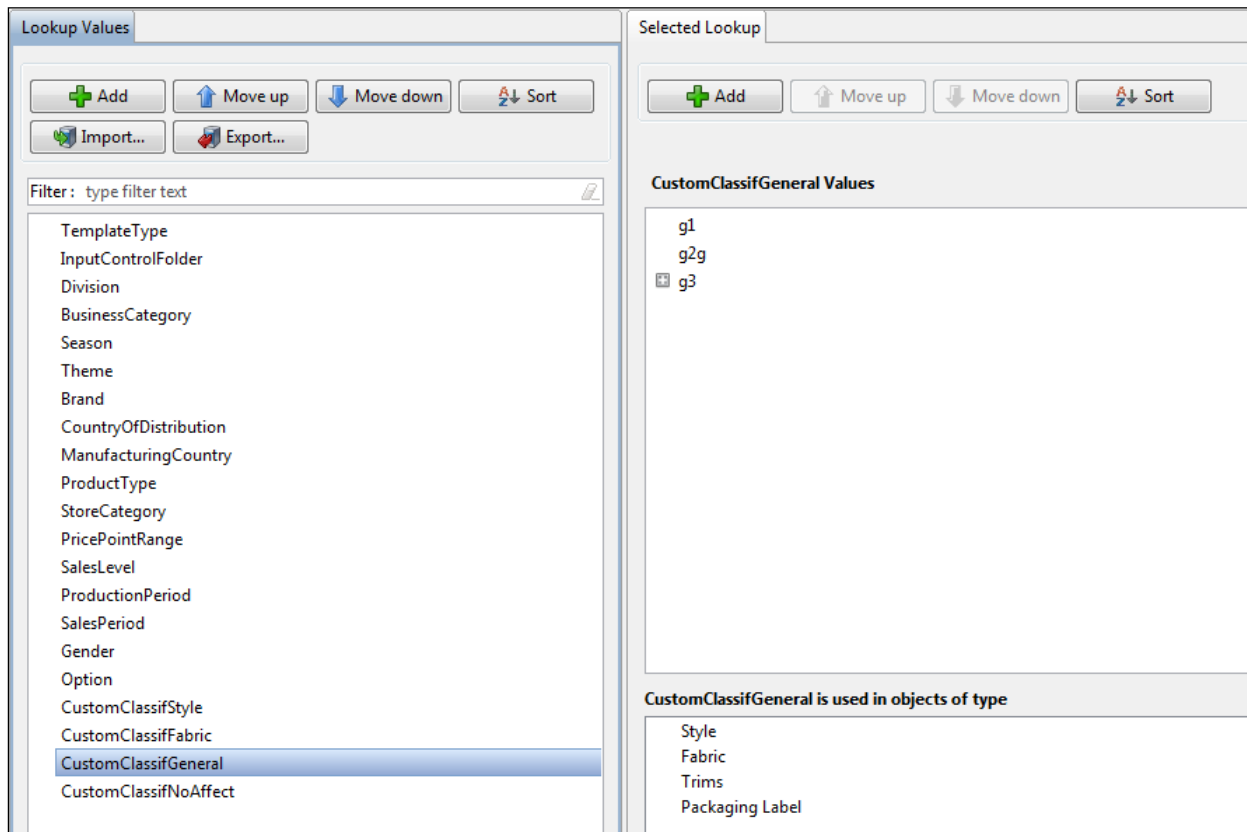 Lookup Values
Add Move up Move down Sort
Import... Export...
Filter : type filter text
TemplateType
InputControlFolder
Division
BusinessCategory
Season
Theme
Brand
CountryOfDistribution
ManufacturingCountry
ProductType
StoreCategory
PricePointRange
SalesLevel
ProductionPeriod
SalesPeriod
Gender
Option
CustomClassifStyle
CustomClassifFabric
CustomClassifGeneral
CustomClassifNoAffect
Selected Lookup
Add Move up Move down Sort
CustomClassifGeneral Values
g1
g2g
g3
CustomClassifGeneral is used in objects of type
Style
Fabric
Trims
Packaging Label